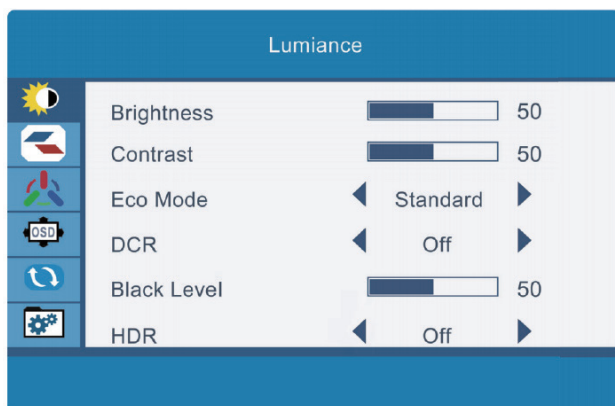 Lumiance
Brightness 50
Contrast 50
Eco Mode Standard
OSD
DCR Off
Black Level 50
HDR Off